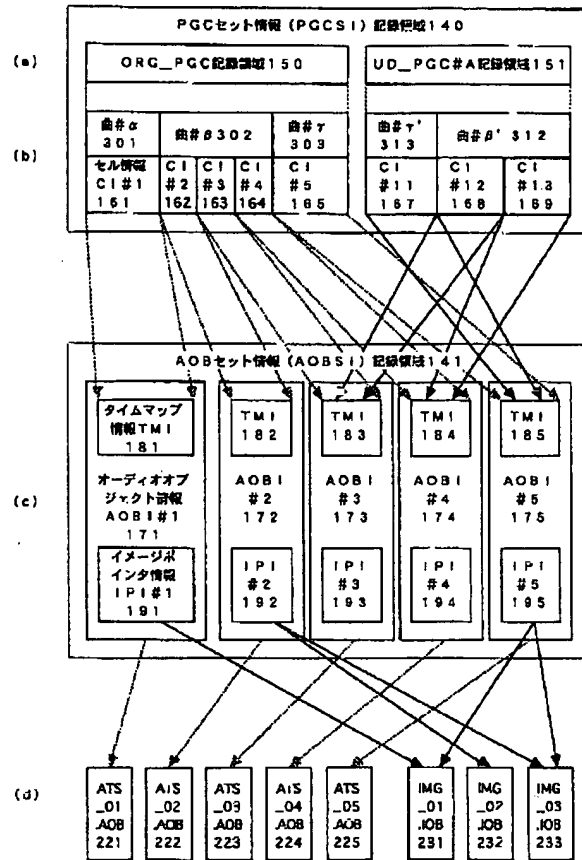 PGCセット情報(PGCSI)記録領域140
(a)
ORG_PGC記録領域150
UD_PGC#A記録領域151
(b)
曲#α
301
曲#β302
曲#γ
303
曲#γ'
313
曲#β'312
セル情報
CI#1
161
CI
#2
162
CI
#3
163
CI
#4
164
CI
#5
165
CI
#11
167
CI
#12
168
CI
#13
169
AOBセット情報(AOBSI)記録領域141
(c)
タイムマップ
情報TMI
181
TMI
182
TMI
183
TMI
184
TMI
185
オーディオオブ
ジェクト情報
AOBI#1
171
AOBI
#2
172
AOBI
#3
173
AOBI
#4
174
AOBI
#5
175
イメージポ
インタ情報
IPI#1
191
IPI
#2
192
IPI
#3
193
IPI
#4
194
IPI
#5
195
(d)
ATS
_01
.AOB
221
ATS
_02
.AOB
222
ATS
_03
.AOB
223
ATS
_04
.AOB
224
ATS
_05
.AOB
225
IMG
_01
.IOB
231
IMG
_02
.IOB
232
IMG
_03
.IOB
233